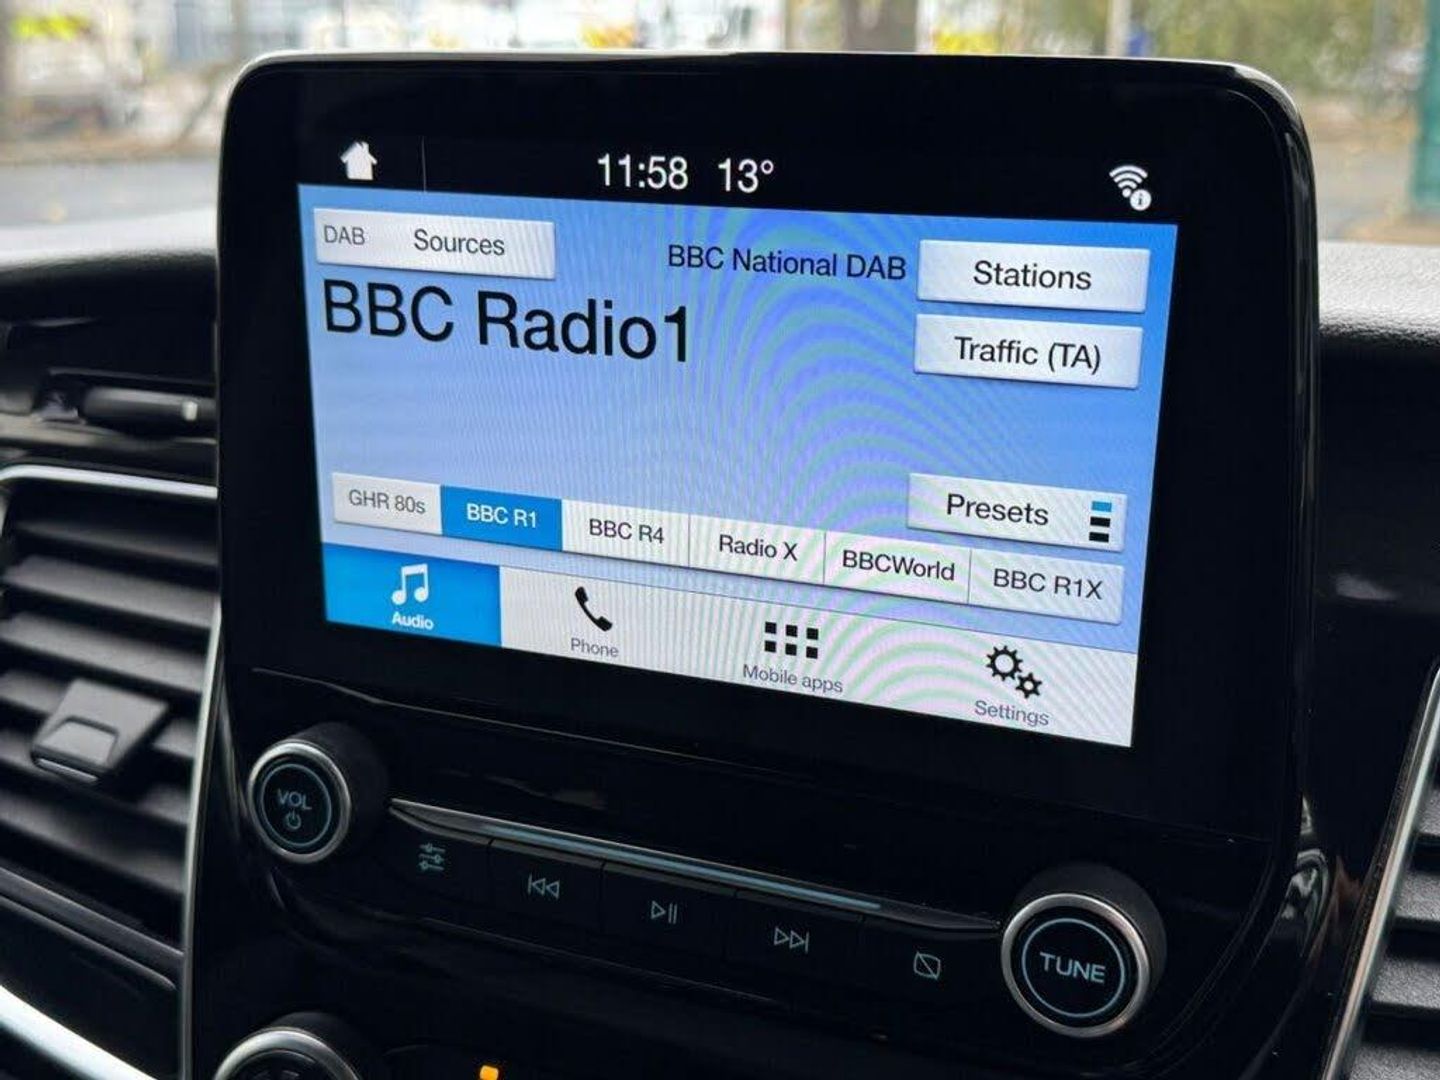 11:58 13°
DAB Sources
BBC National DAB
Stations
BBC Radio1
Traffic (TA)
Presets
GHR 80s
BBC R1
BBC R4
Radio X
BBCWorld
BBC R1X
Audio
Phone
Mobile apps
Settings
VOL
TUNE